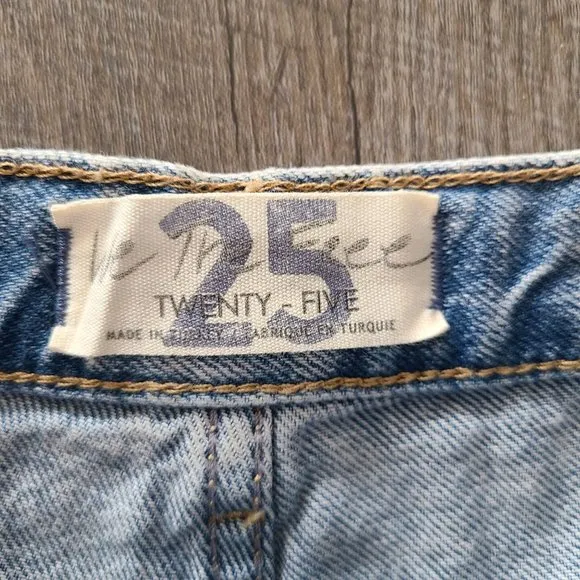 We The Free
25
TWENTY - FIVE
MADE IN TURKEY / FABRIQUE EN TURQUIE